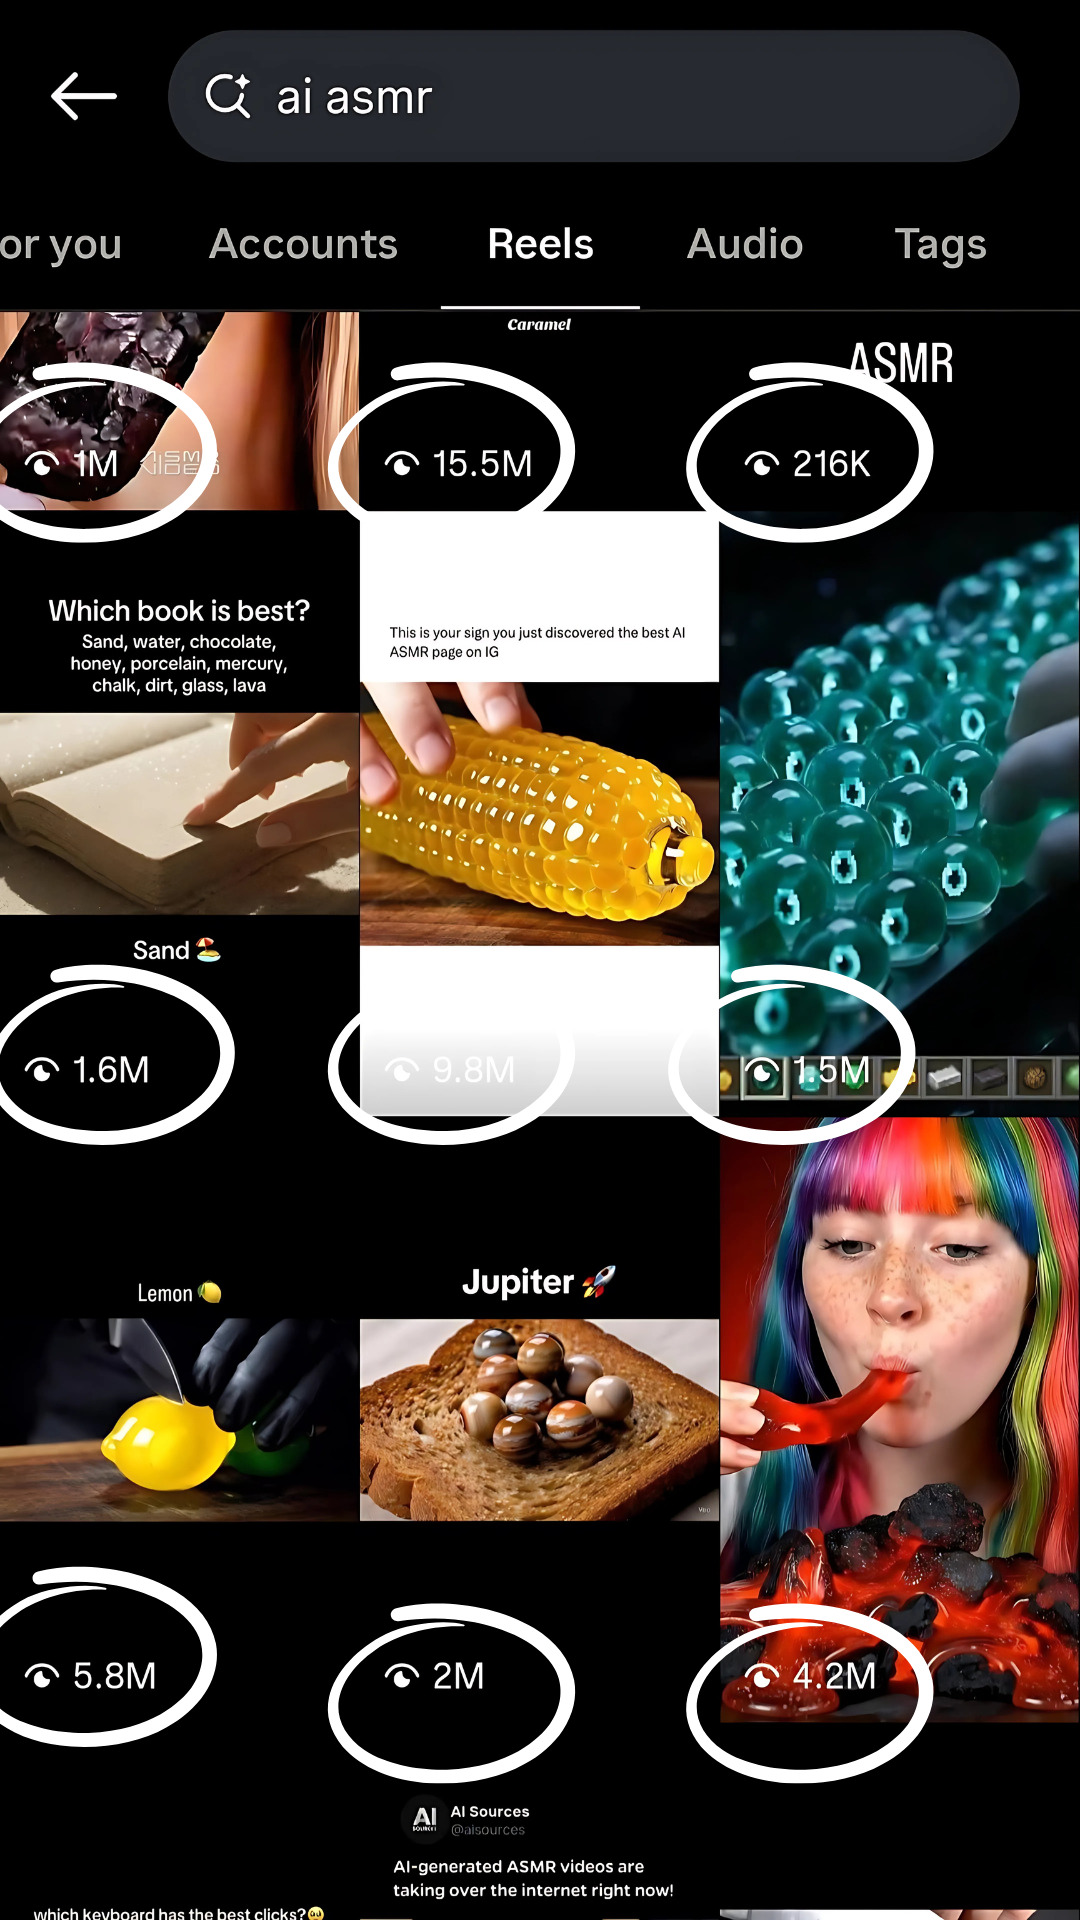 ai asmr
or you
Accounts
Reels
Audio
Tags
1M
ASMR
VIDEO
Caramel
15.5M
ASMR
216K
Which book is best?
Sand, water, chocolate,
honey, porcelain, mercury,
chalk, dirt, glass, lava
Sand 🏖️
1.6M
This is your sign you just discovered the best AI
ASMR page on IG
9.8M
1.5M
Lemon 🍋
5.8M
Jupiter 🚀
2M
4.2M
which keyboard has the best clicks?🥹
AI
SOURCES
AI Sources
@aisources
AI-generated ASMR videos are
taking over the internet right now!